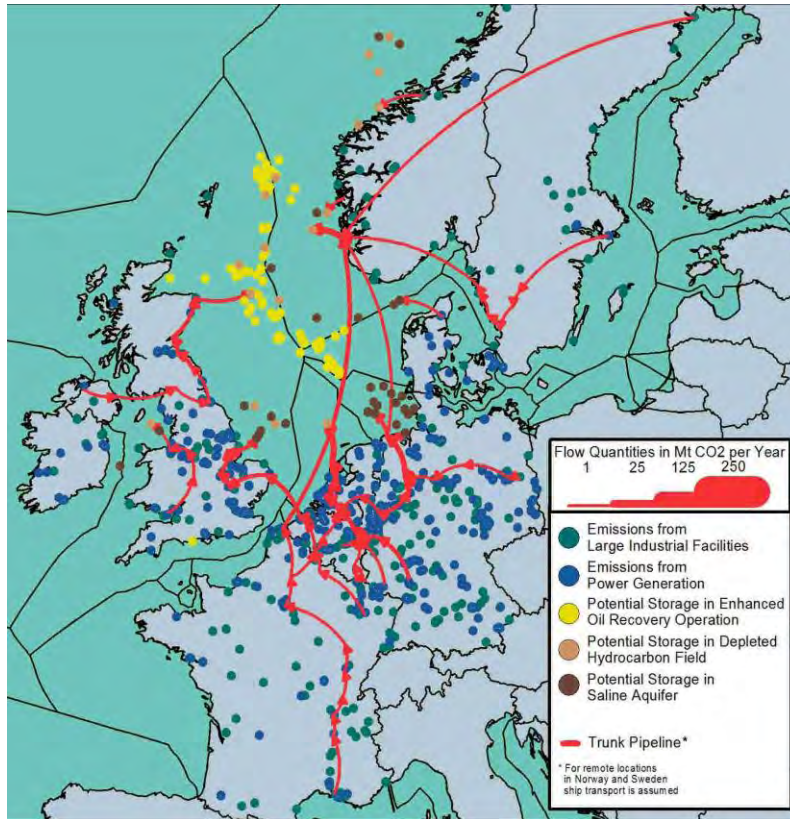 Flow Quantities in Mt CO2 per Year
1 25 125 250
Emissions from
Large Industrial Facilities
Emissions from
Power Generation
Potential Storage in Enhanced
Oil Recovery Operation
Potential Storage in Depleted
Hydrocarbon Field
Potential Storage in
Saline Aquifer
Trunk Pipeline*
* For remote locations
in Norway and Sweden
ship transport is assumed